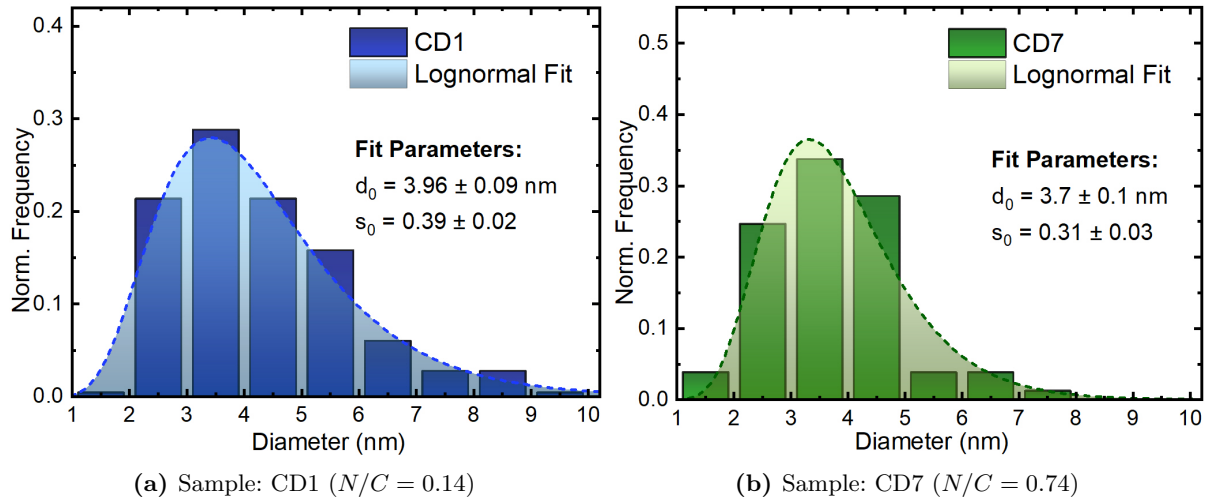 0.4
0.3
0.2
0.1
0.0
Norm. Frequency
CD1
Lognormal Fit
Fit Parameters:
d₀ = 3.96 ± 0.09 nm
s₀ = 0.39 ± 0.02
1 2 3 4 5 6 7 8 9 10
Diameter (nm)
(a) Sample: CD1 (N/C = 0.14)
0.5
0.4
0.3
0.2
0.1
0.0
Norm. Frequency
CD7
Lognormal Fit
Fit Parameters:
d₀ = 3.7 ± 0.1 nm
s₀ = 0.31 ± 0.03
1 2 3 4 5 6 7 8 9 10
Diameter (nm)
(b) Sample: CD7 (N/C = 0.74)